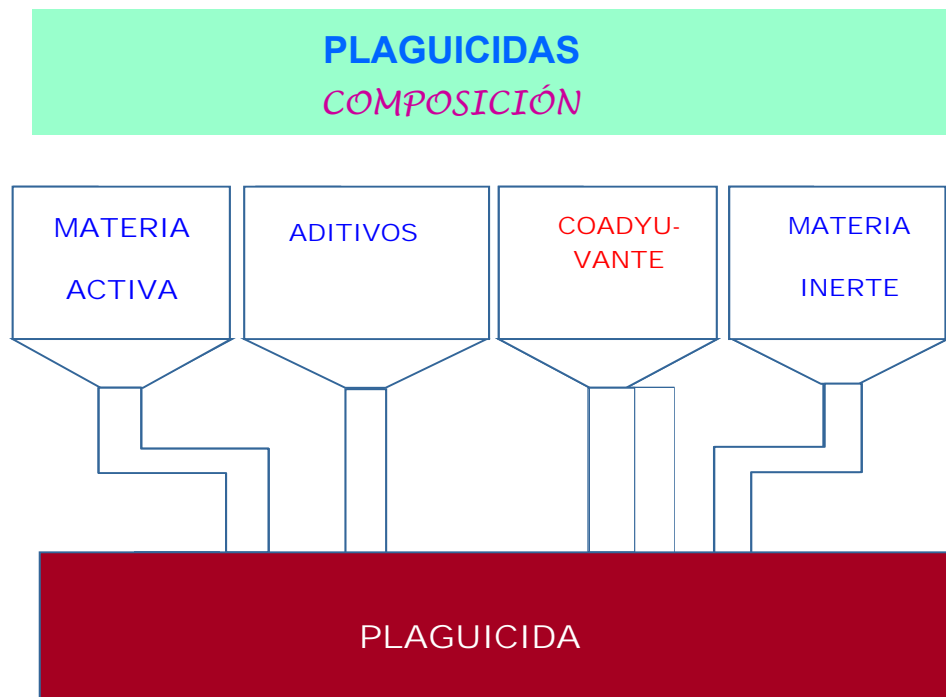 PLAGUICIDAS
COMPOSICIÓN
MATERIA
ACTIVA
ADITIVOS
COADYU-
VANTE
MATERIA
INERTE
PLAGUICIDA